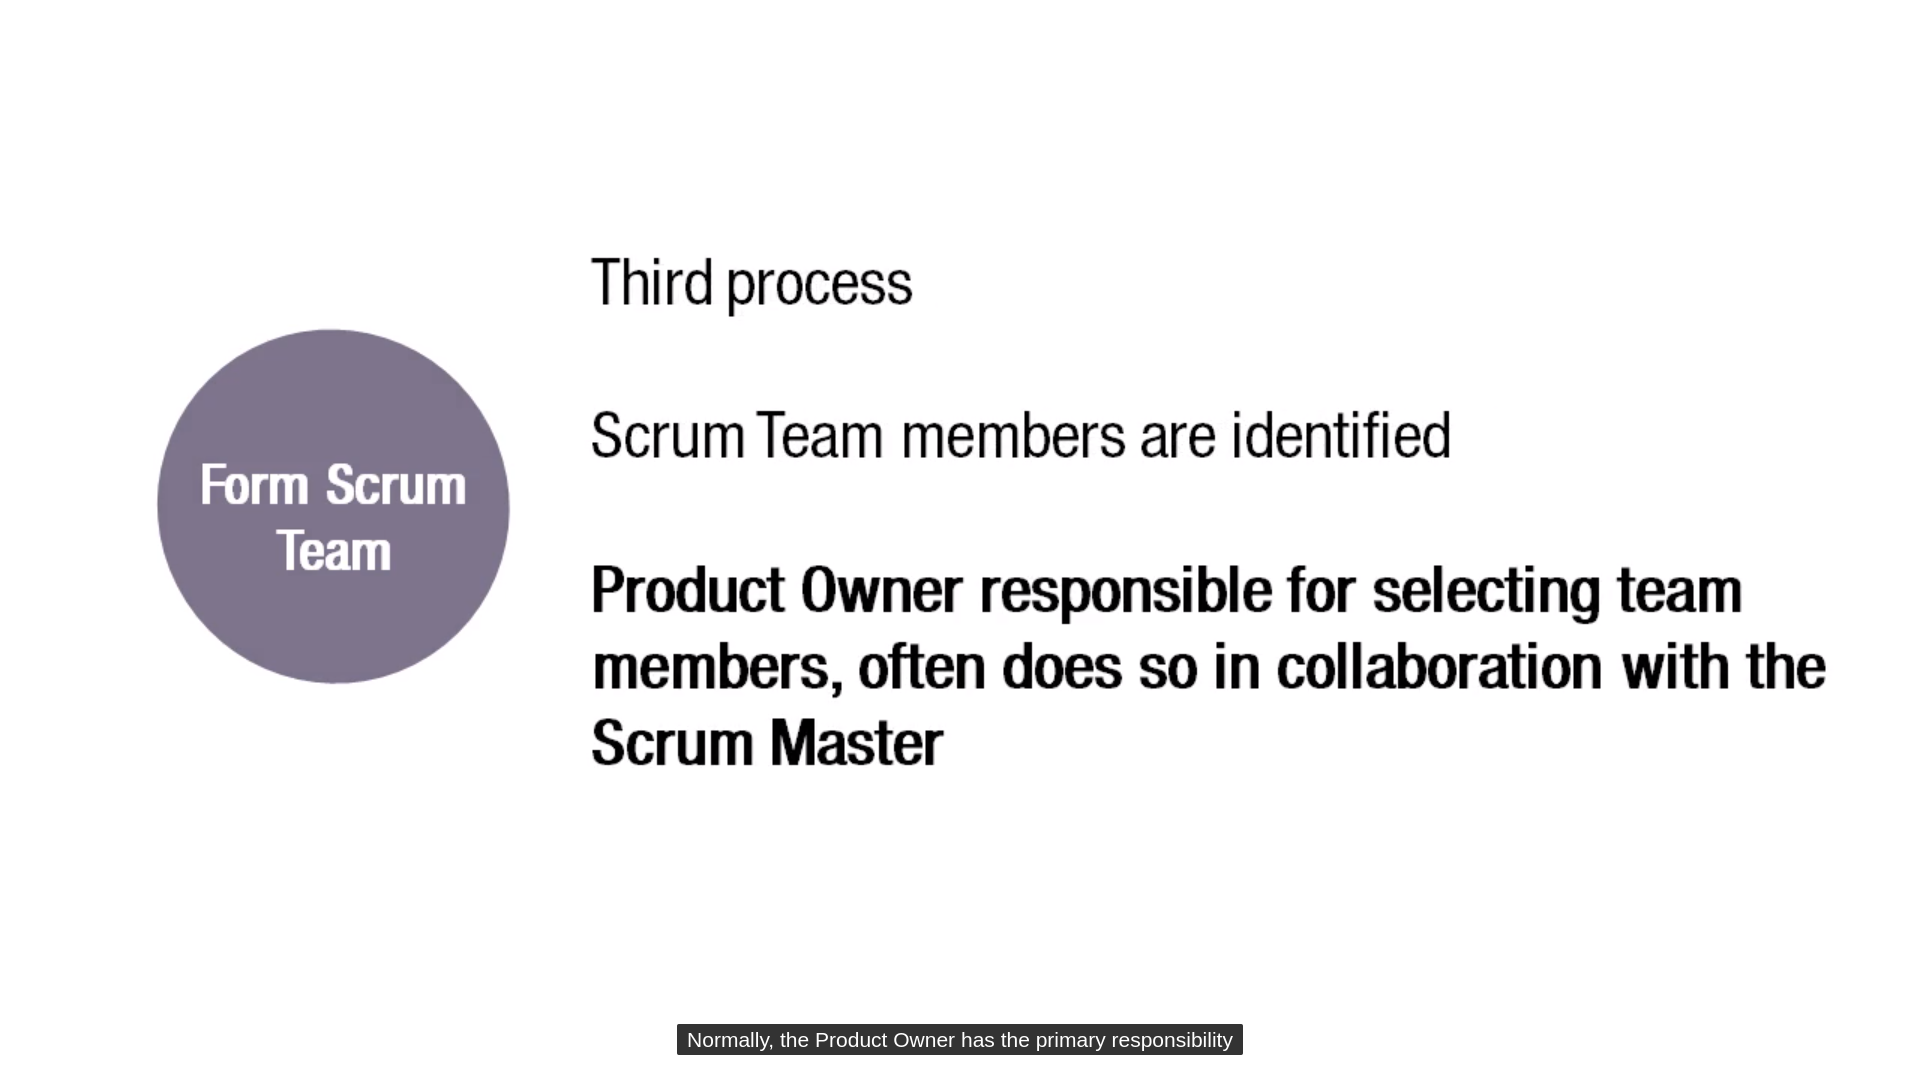 Form Scrum
Team
Third process
Scrum Team members are identified
Product Owner responsible for selecting team
members, often does so in collaboration with the
Scrum Master
Normally, the Product Owner has the primary responsibility